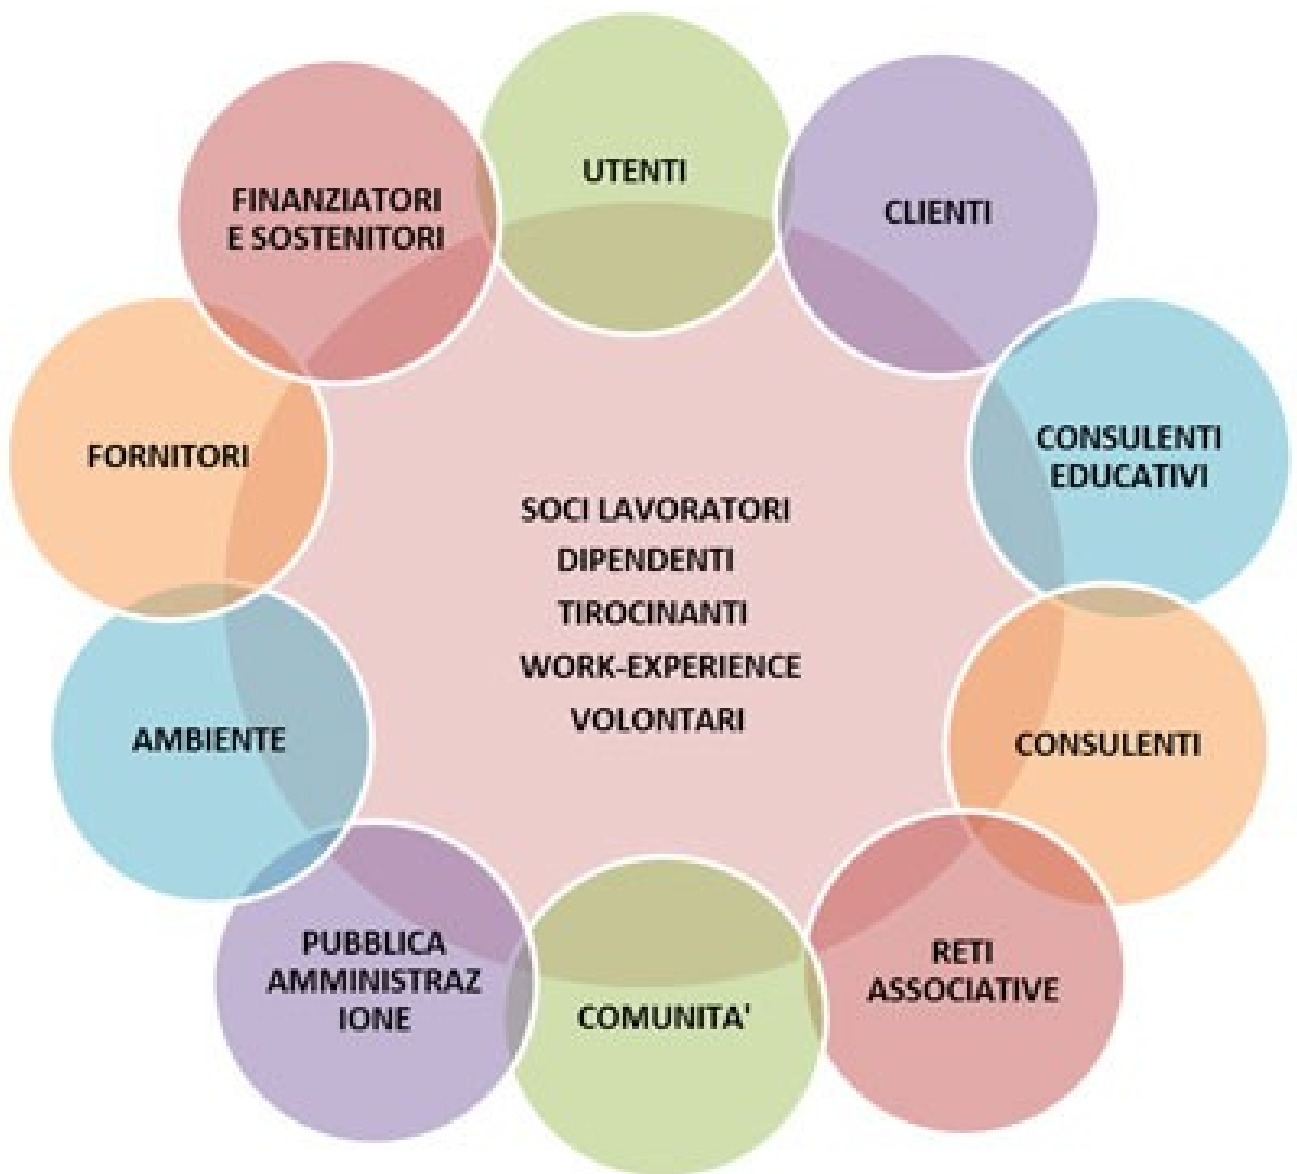 UTENTI
CLIENTI
FINANZIATORI
E SOSTENITORI
CONSULENTI
EDUCATIVI
FORNITORI
SOCI LAVORATORI
DIPENDENTI
TIROCINANTI
WORK-EXPERIENCE
VOLONTARI
AMBIENTE
CONSULENTI
PUBBLICA
AMMINISTRAZ
IONE
COMUNITA'
RETI
ASSOCIATIVE